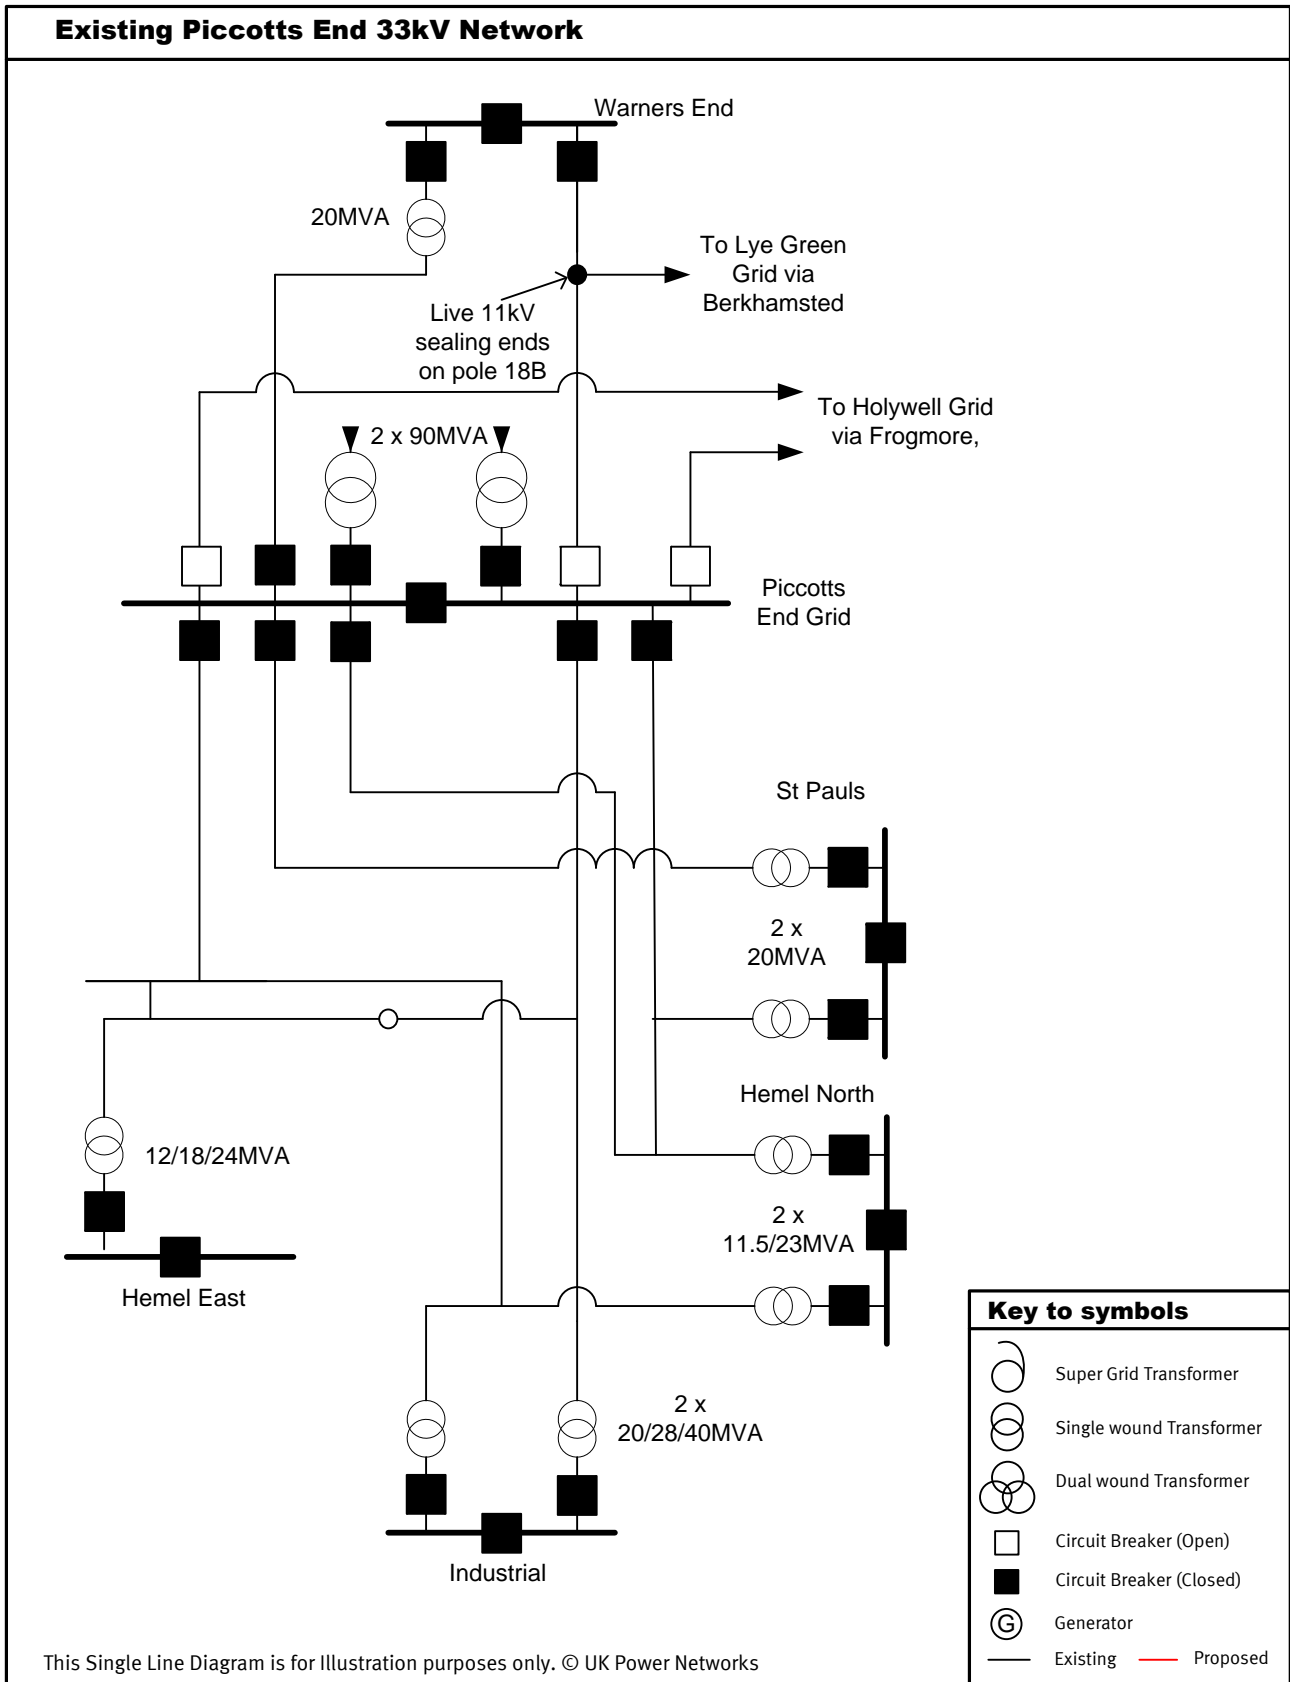 Existing Piccotts End 33kV Network
Warners End
20MVA
To Lye Green
Grid via
Berkhamsted
Live 11kV
sealing ends
on pole 18B
To Holywell Grid
via Frogmore,
2 x 90MVA
Piccotts
End Grid
St Pauls
2 x
20MVA
Hemel North
12/18/24MVA
2 x
11.5/23MVA
Hemel East
2 x
20/28/40MVA
Industrial
Key to symbols
Super Grid Transformer
Single wound Transformer
Dual wound Transformer
Circuit Breaker (Open)
Circuit Breaker (Closed)
G Generator
Existing Proposed
This Single Line Diagram is for Illustration purposes only. © UK Power Networks